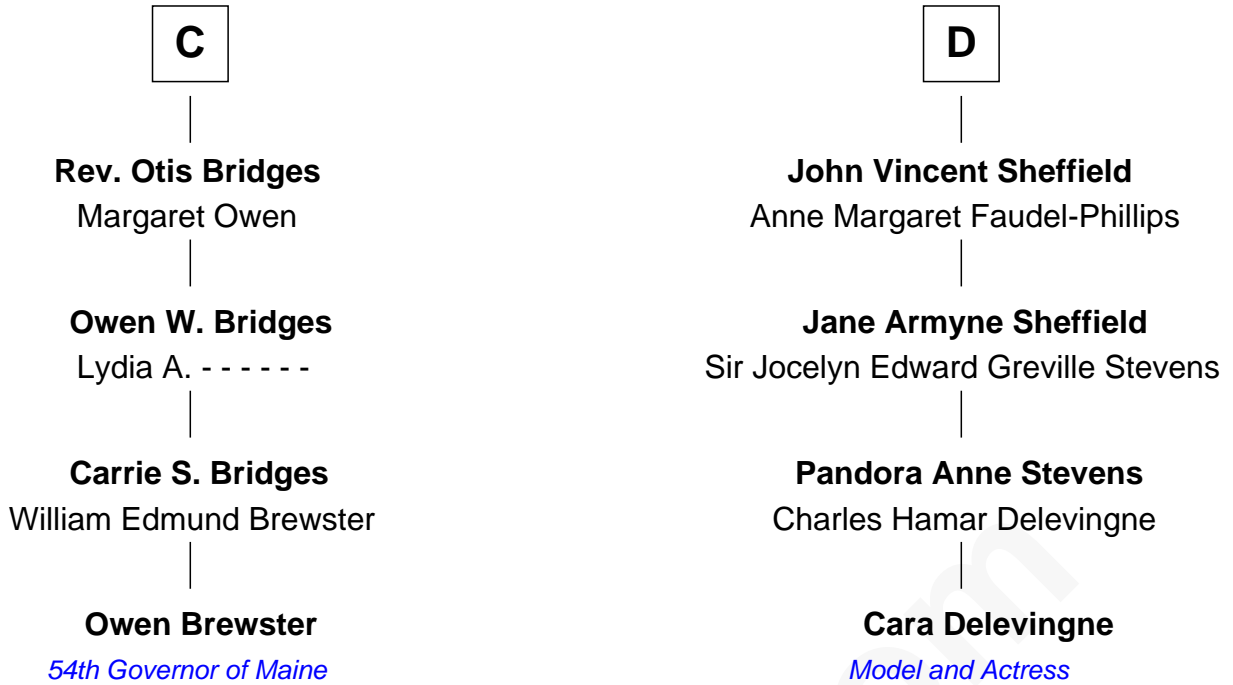 C
Rev. Otis Bridges
Margaret Owen
Owen W. Bridges
Lydia A. - - - - - -
Carrie S. Bridges
William Edmund Brewster
Owen Brewster
54th Governor of Maine
D
John Vincent Sheffield
Anne Margaret Faudel-Phillips
Jane Armyne Sheffield
Sir Jocelyn Edward Greville Stevens
Pandora Anne Stevens
Charles Hamar Delevingne
Cara Delevingne
Model and Actress
om